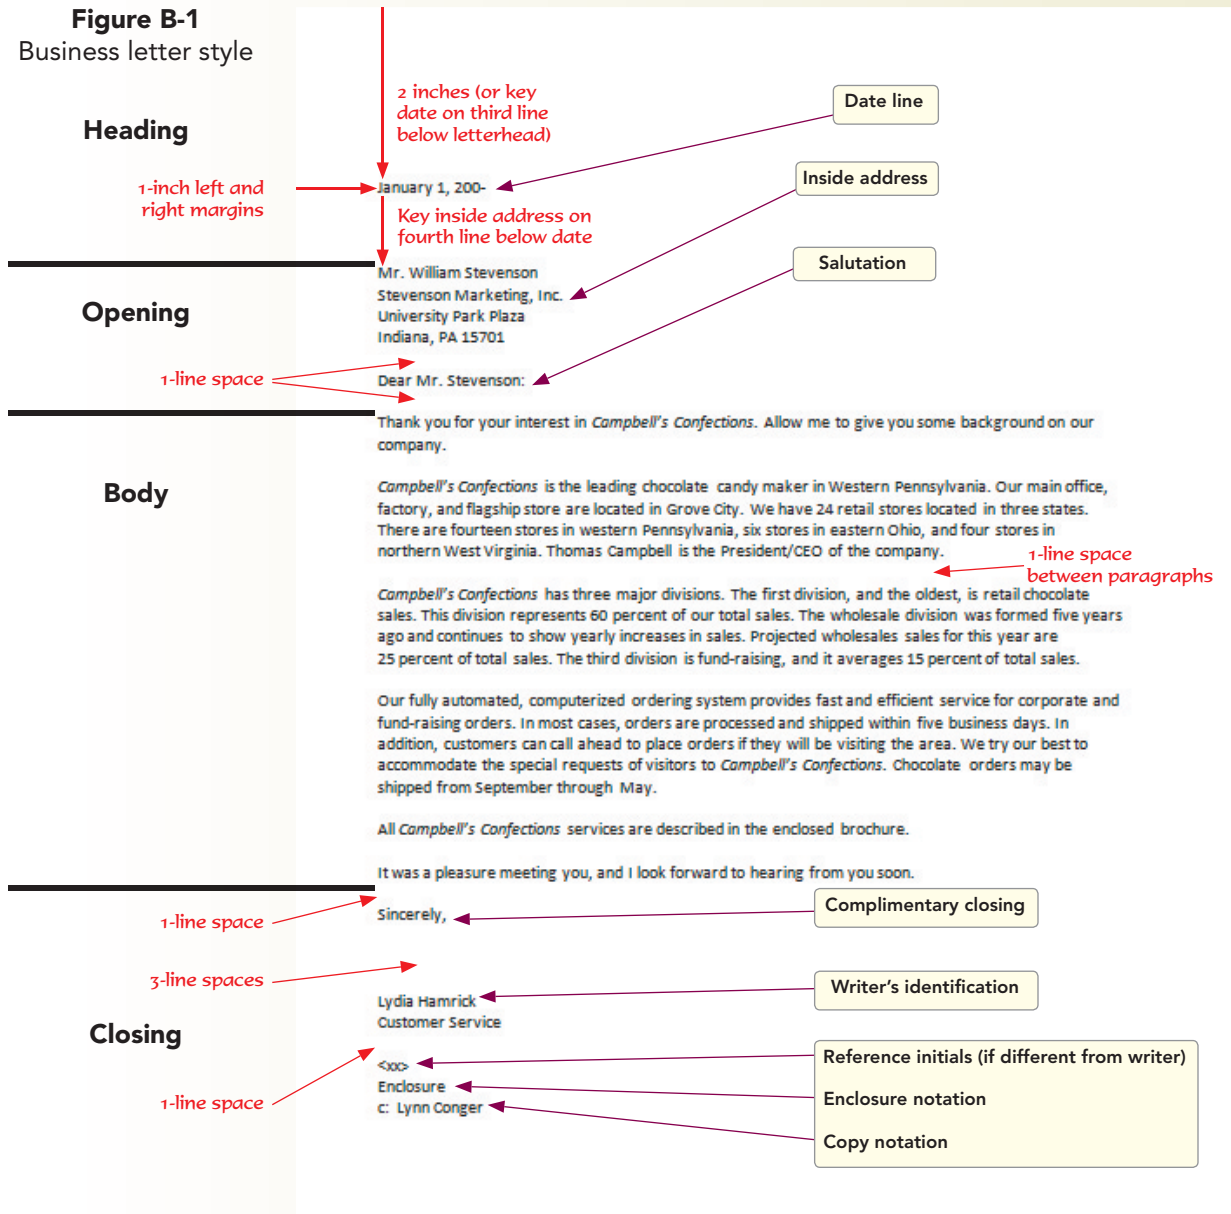 Figure B-1
Business letter style
2 inches (or key
date on third line
below letterhead)
Date line
Heading
1-inch left and
right margins
January 1, 200-
Inside address
Key inside address on
fourth line below date
Salutation
Mr. William Stevenson
Stevenson Marketing, Inc.
University Park Plaza
Indiana, PA 15701
Opening
1-line space
Dear Mr. Stevenson:
Thank you for your interest in Campbell's Confections. Allow me to give you some background on our
company.
Body
Campbell's Confections is the leading chocolate candy maker in Western Pennsylvania. Our main office,
factory, and flagship store are located in Grove City. We have 24 retail stores located in three states.
There are fourteen stores in western Pennsylvania, six stores in eastern Ohio, and four stores in
northern West Virginia. Thomas Campbell is the President/CEO of the company.
1-line space
between paragraphs
Campbell's Confections has three major divisions. The first division, and the oldest, is retail chocolate
sales. This division represents 60 percent of our total sales. The wholesale division was formed five years
ago and continues to show yearly increases in sales. Projected wholesales sales for this year are
25 percent of total sales. The third division is fund-raising, and it averages 15 percent of total sales.
Our fully automated, computerized ordering system provides fast and efficient service for corporate and
fund-raising orders. In most cases, orders are processed and shipped within five business days. In
addition, customers can call ahead to place orders if they will be visiting the area. We try our best to
accommodate the special requests of visitors to Campbell's Confections. Chocolate orders may be
shipped from September through May.
All Campbell's Confections services are described in the enclosed brochure.
It was a pleasure meeting you, and I look forward to hearing from you soon.
1-line space
Sincerely,
Complimentary closing
3-line spaces
Lydia Hamrick
Customer Service
Writer's identification
Closing
1-line space
<xx>
Enclosure
c: Lynn Conger
Reference initials (if different from writer)
Enclosure notation
Copy notation